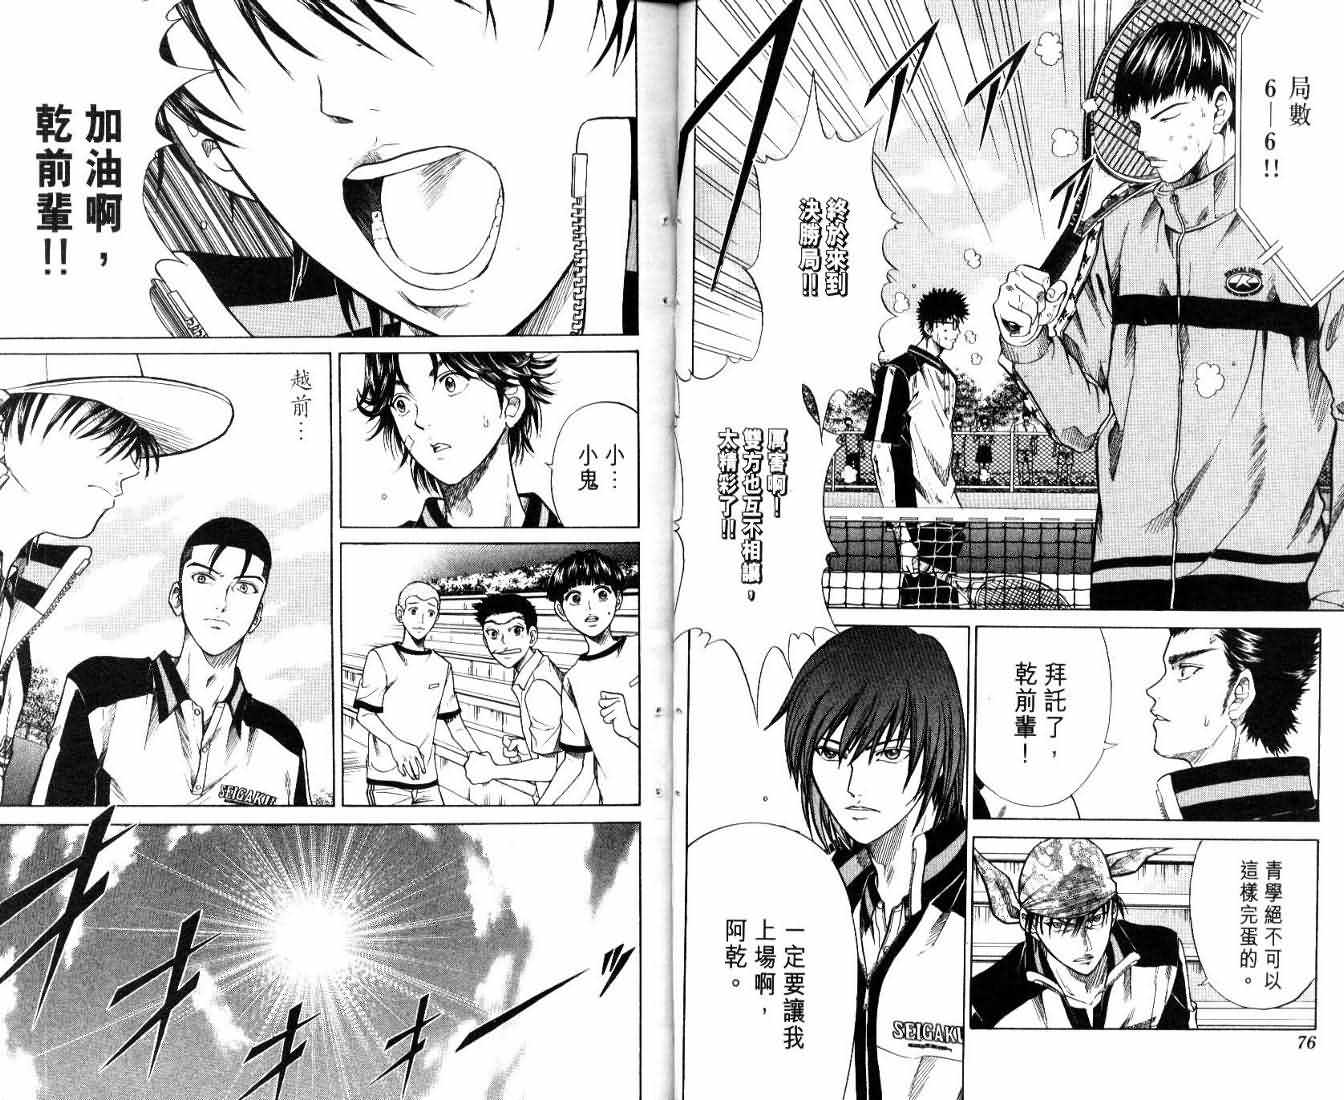 局數
6—6!!
終於來到
決勝局!!
厲害啊!
雙方也互不相讓，
大精彩了!!
拜託了，
乾前輩!
青學絕不可以
這樣完蛋的。
一定要讓我
上場啊，
阿乾。
SEIGAKU
76
加油啊，
乾前輩!!
小…
小鬼
越前…
SEIGAKU